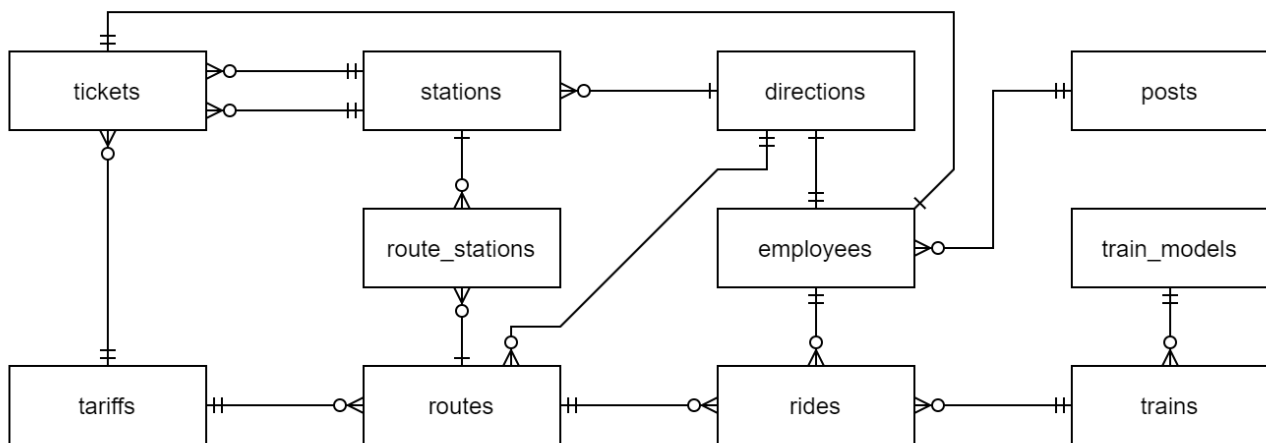 tickets
stations
directions
posts
route_stations
employees
train_models
tariffs
routes
rides
trains